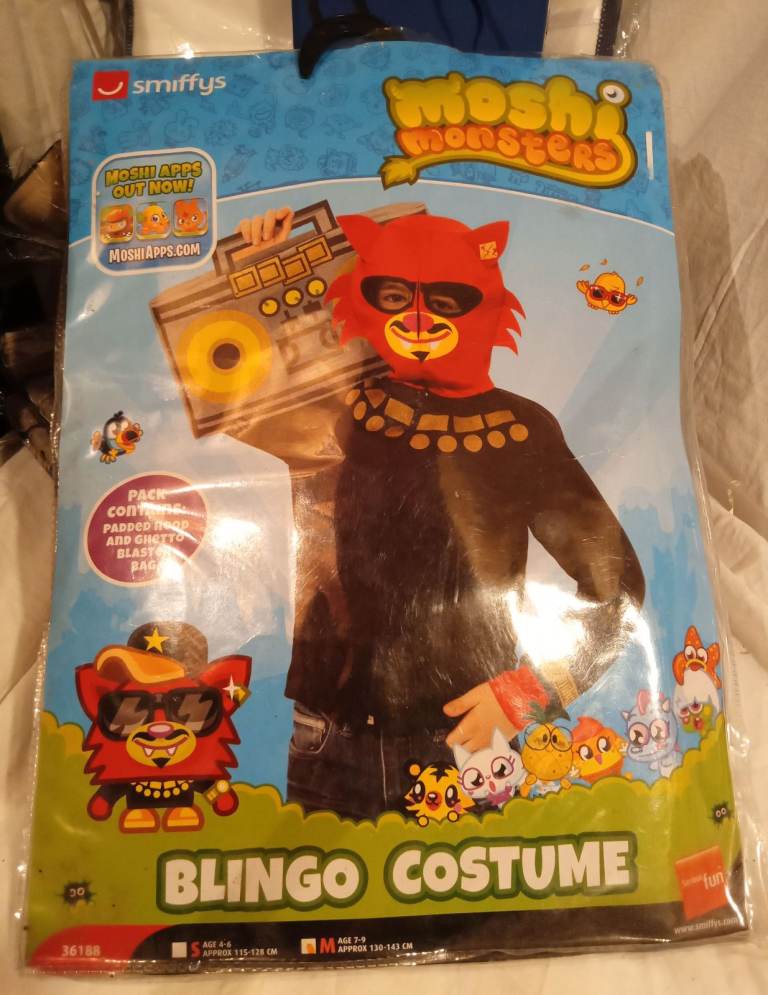 smiffys
moshi
monsters
MOSHI APPS
OUT NOW!
MOSHIAPPS.COM
PACK
CONTAINS:
PADDED HOOD
AND GHETTO
BLASTER
BAG
BLINGO COSTUME
fun
www.smiffys.com
36188
S AGE 4-6
APPROX 115-128 CM
M AGE 7-9
APPROX 130-143 CM